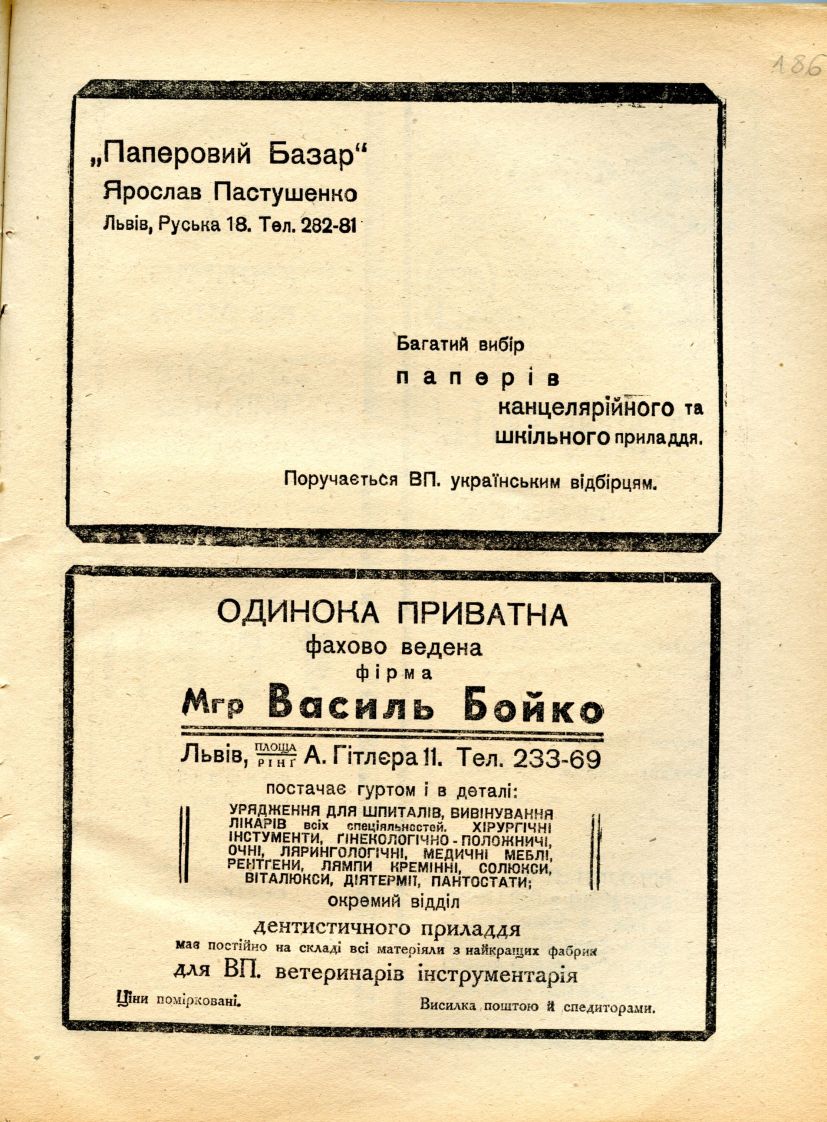 186
„Паперовий Базар“
Ярослав Пастушенко
Львів, Руська 18. Тел. 282-81
Багатий вибір
паперів
канцелярійного та
шкільного приладдя.
Поручається ВП. українським відбірцям.
ОДИНОКА ПРИВАТНА
фахово ведена
фірма
Мгр Василь Бойко
Львів, ПЛОЩА РІНГ А. Гітлєра 11. Тел. 233-69
постачає гуртом і в деталі:
УРЯДЖЕННЯ ДЛЯ ШПИТАЛІВ, ВИВІНУВАННЯ
ЛІКАРІВ всіх спеціяльностей. ХІРУРГІЧНІ
ІНСТУМЕНТИ, ҐІНЕКОЛОГІЧНО-ПОЛОЖНИЧІ,
ОЧНІ, ЛЯРИНГОЛОГІЧНІ, МЕДИЧНІ МЕБЛІ,
РЕНТҐЕНИ, ЛЯМПИ КРЕМІННІ, СОЛЮКСИ,
ВІТАЛЮКСИ, ДІЯТЕРМІЇ, ПАНТОСТАТИ;
окремий відділ
дентистичного приладдя
має постійно на складі всі матеріяли з найкращих фабрик
для ВП. ветеринарів інструментарія
Ціни помірковані. Висилка поштою й спедиторами.